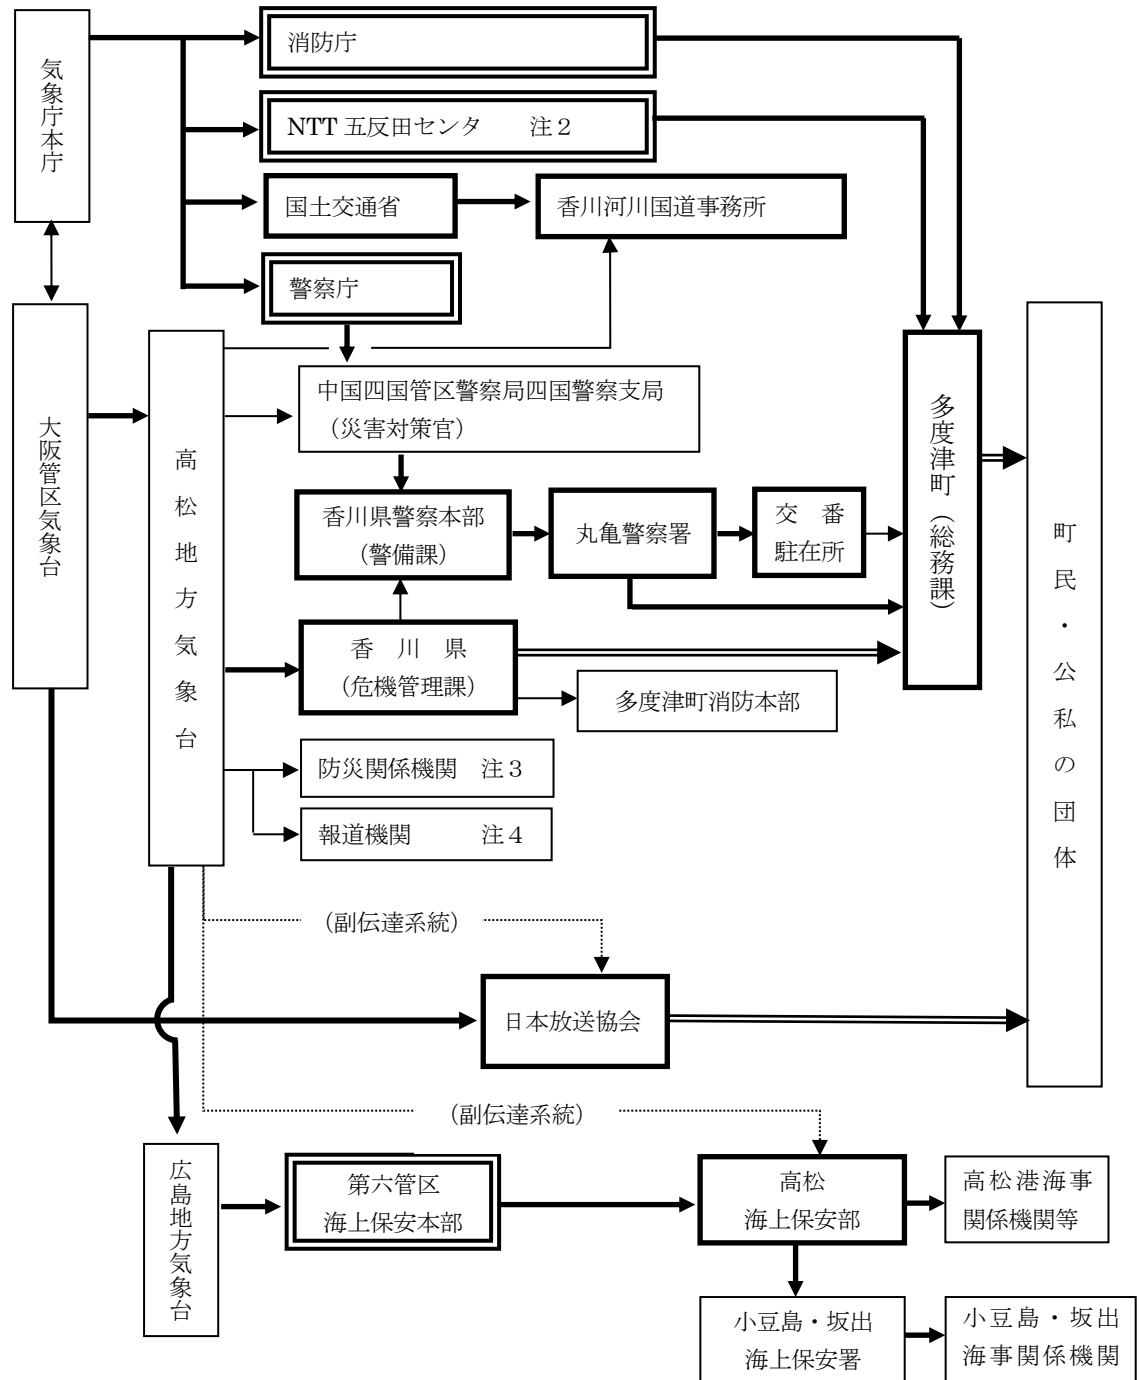 気象庁本庁
消防庁
NTT 五反田センタ　　注２
国土交通省
香川河川国道事務所
警察庁
大阪管区気象台
高松地方気象台
中国四国管区警察局四国警察支局
（災害対策官）
香川県警察本部
（警備課）
丸亀警察署
交　番
駐在所
多度津町（総務課）
町民・公私の団体
香　川　県
（危機管理課）
多度津町消防本部
防災関係機関　注３
報道機関　　　注４
（副伝達系統）
日本放送協会
（副伝達系統）
広島地方気象台
第六管区
海上保安本部
高松
海上保安部
高松港海事
関係機関等
小豆島・坂出
海上保安署
小豆島・坂出
海事関係機関